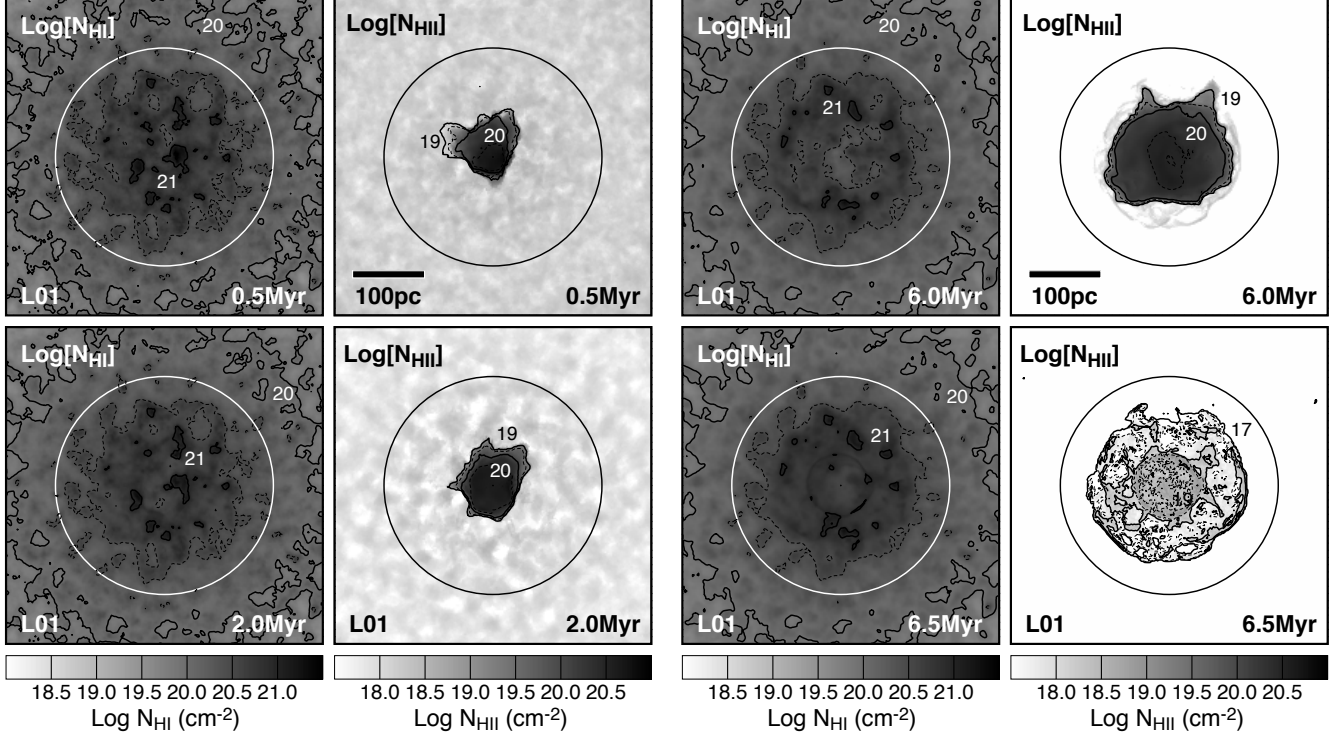 Log[N_HI]
20
21
L01 0.5Myr
Log[N_HII]
19
20
100pc 0.5Myr
Log[N_HI]
20
21
L01 6.0Myr
Log[N_HII]
19
20
100pc 6.0Myr
Log[N_HI]
20
21
L01 2.0Myr
Log[N_HII]
19
20
L01 2.0Myr
Log[N_HI]
20
21
L01 6.5Myr
Log[N_HII]
17
19
L01 6.5Myr
18.5 19.0 19.5 20.0 20.5 21.0
Log N_HI (cm^-2)
18.0 19.0 19.5 20.0 20.5
Log N_HII (cm^-2)
18.5 19.0 19.5 20.0 20.5 21.0
Log N_HI (cm^-2)
18.0 19.0 19.5 20.0 20.5
Log N_HII (cm^-2)